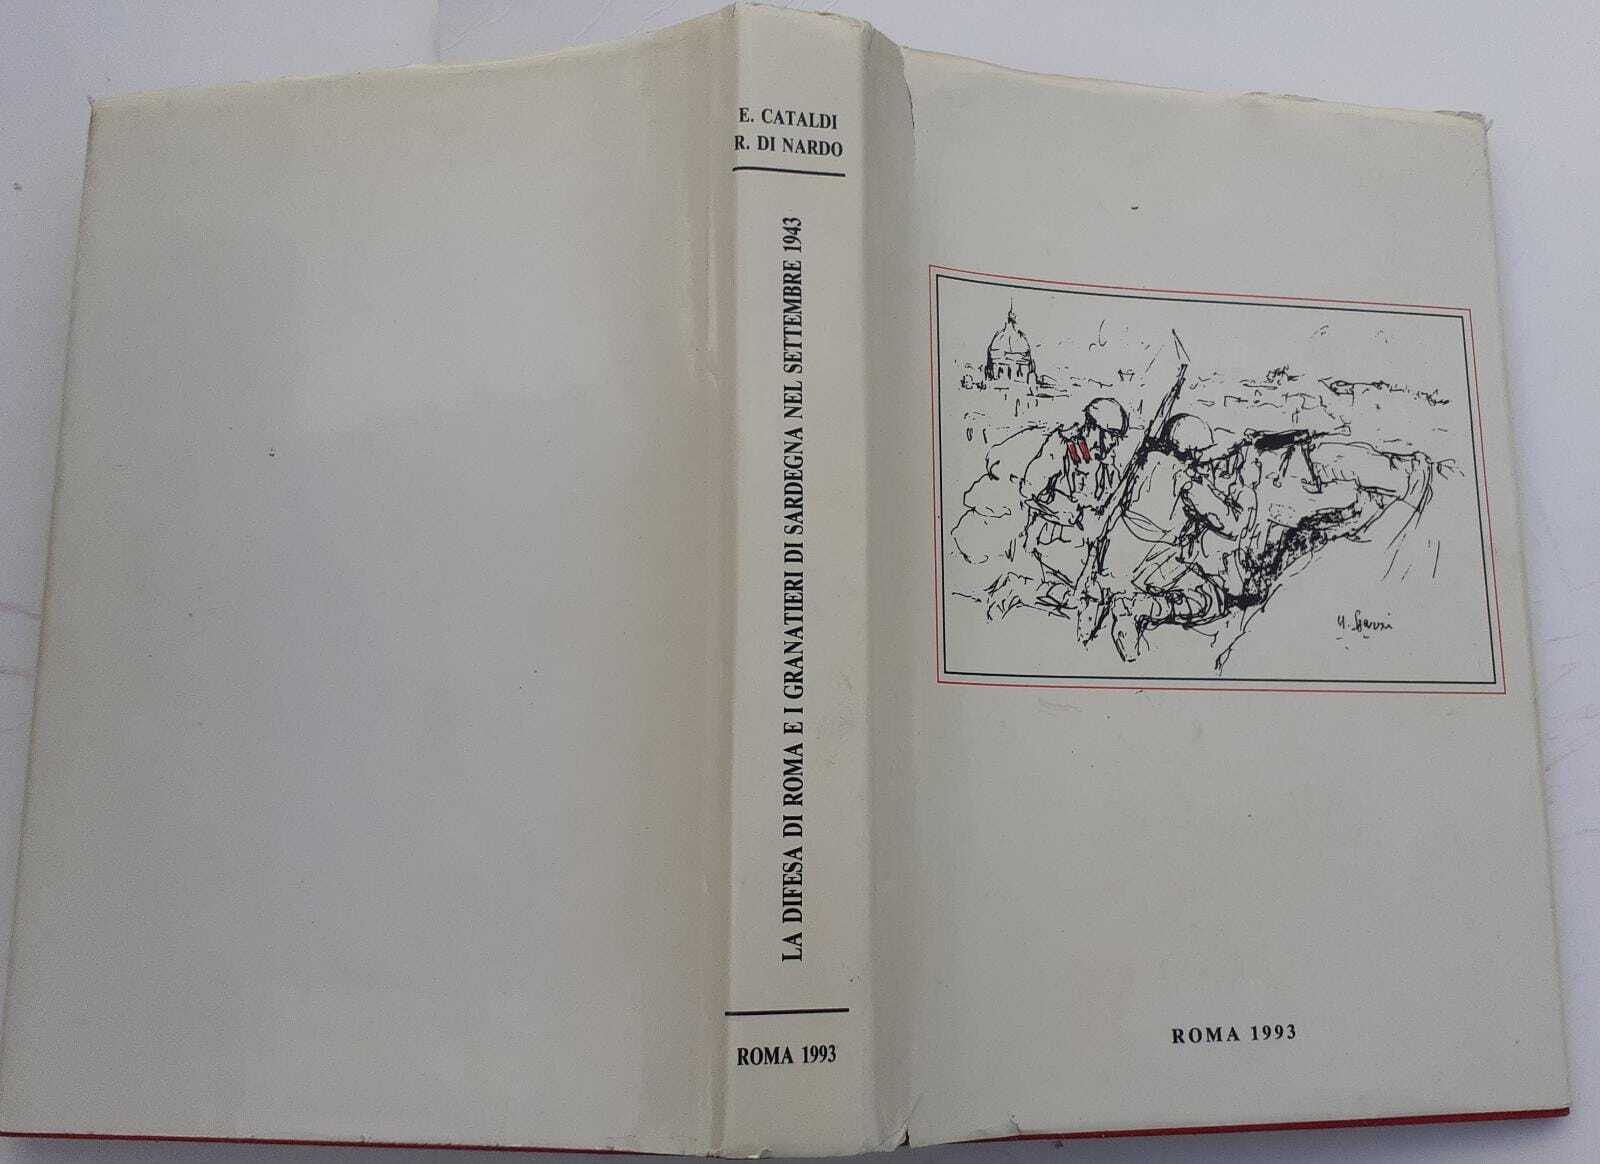 E. CATALDI
R. DI NARDO
LA DIFESA DI ROMA E I GRANATIERI DI SARDEGNA NEL SETTEMBRE 1943
ROMA 1993
ROMA 1993